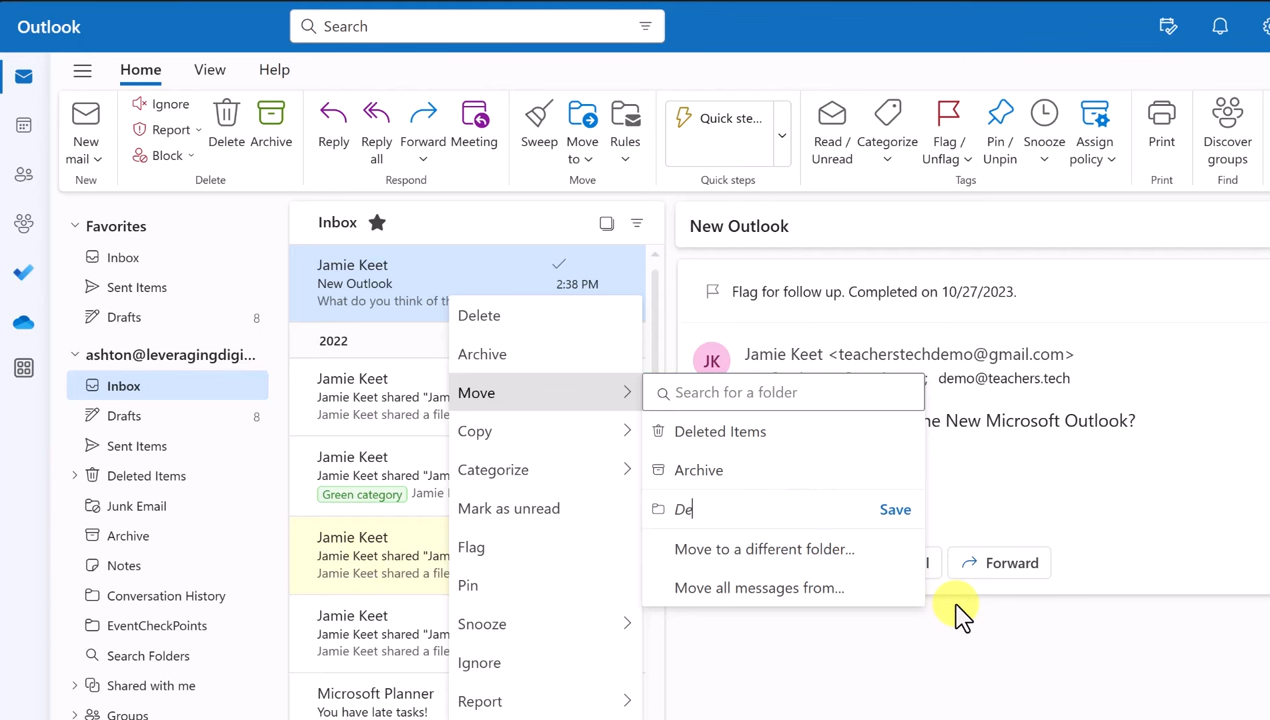 Outlook
Search
Home
View
Help
New mail
New
Ignore
Report
Block
Delete
Archive
Delete
Reply
Reply all
Forward
Meeting
Respond
Sweep
Move to
Rules
Move
Quick ste...
Quick steps
Read / Unread
Categorize
Flag / Unflag
Pin / Unpin
Snooze
Assign policy
Tags
Print
Print
Discover groups
Find
Favorites
Inbox
Sent Items
Drafts 8
ashton@leveragingdigi...
Inbox
Drafts 8
Sent Items
Deleted Items
Junk Email
Archive
Notes
Conversation History
EventCheckPoints
Search Folders
Shared with me
Groups
Inbox
Jamie Keet
New Outlook 2:38 PM
What do you think of th
2022
Jamie Keet
Jamie Keet shared "Jam
Jamie Keet shared a file
Jamie Keet
Jamie Keet shared "Jam
Green category Jamie
Jamie Keet
Jamie Keet shared "Jam
Jamie Keet shared a file
Jamie Keet
Jamie Keet shared "Jam
Jamie Keet shared a file
Microsoft Planner
You have late tasks!
Delete
Archive
Move
Copy
Categorize
Mark as unread
Flag
Pin
Snooze
Ignore
Report
Search for a folder
Deleted Items
Archive
De Save
Move to a different folder...
Move all messages from...
New Outlook
Flag for follow up. Completed on 10/27/2023.
JK
Jamie Keet <teacherstechdemo@gmail.com>
; demo@teachers.tech
he New Microsoft Outlook?
Forward